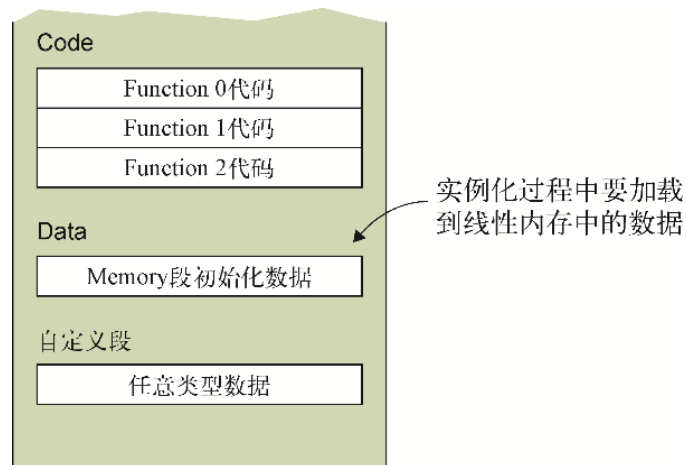 Code
Function 0代码
Function 1代码
Function 2代码
实例化过程中要加载
到线性内存中的数据
Data
Memory段初始化数据
自定义段
任意类型数据